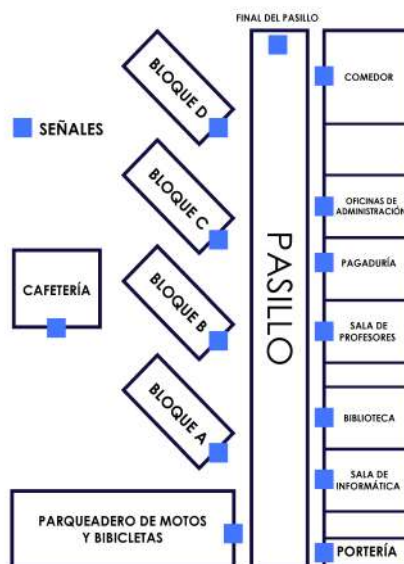 FINAL DEL PASILLO
BLOQUE D
COMEDOR
SEÑALES
BLOQUE C
OFICINAS DE
ADMINISTRACIÓN
PASILLO
PAGADURÍA
CAFETERÍA
BLOQUE B
SALA DE
PROFESORES
BLOQUE A
BIBLIOTECA
SALA DE
INFORMÁTICA
PARQUEADERO DE MOTOS
Y BIBICLETAS
PORTERÍA